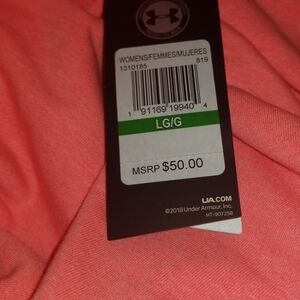 WOMENS/FEMMES/MUJERES
1310185 819
1 91169 19940 4
LG/G
MSRP $50.00
UA.COM
©2018 Under Armour, Inc.
HT-90725B